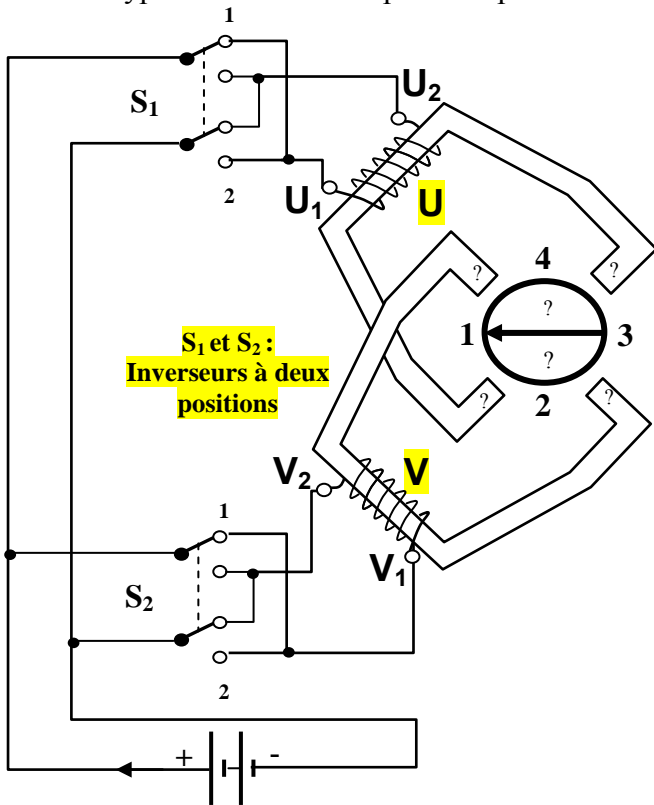 1
S1
2
U2
U1
U
?
?
4
?
1
3
?
2
?
?
S1 et S2 :
Inverseurs à deux
positions
V2
V
V1
1
S2
2
+
-